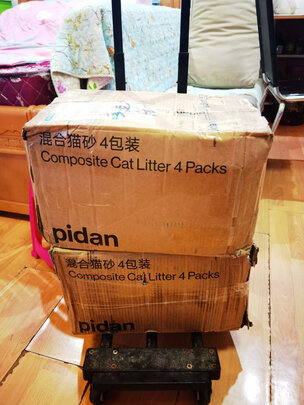 混合猫砂 4包装
Composite Cat Litter 4 Packs
pidan
混合猫砂 4包装
Composite Cat Litter 4 Packs
pidan